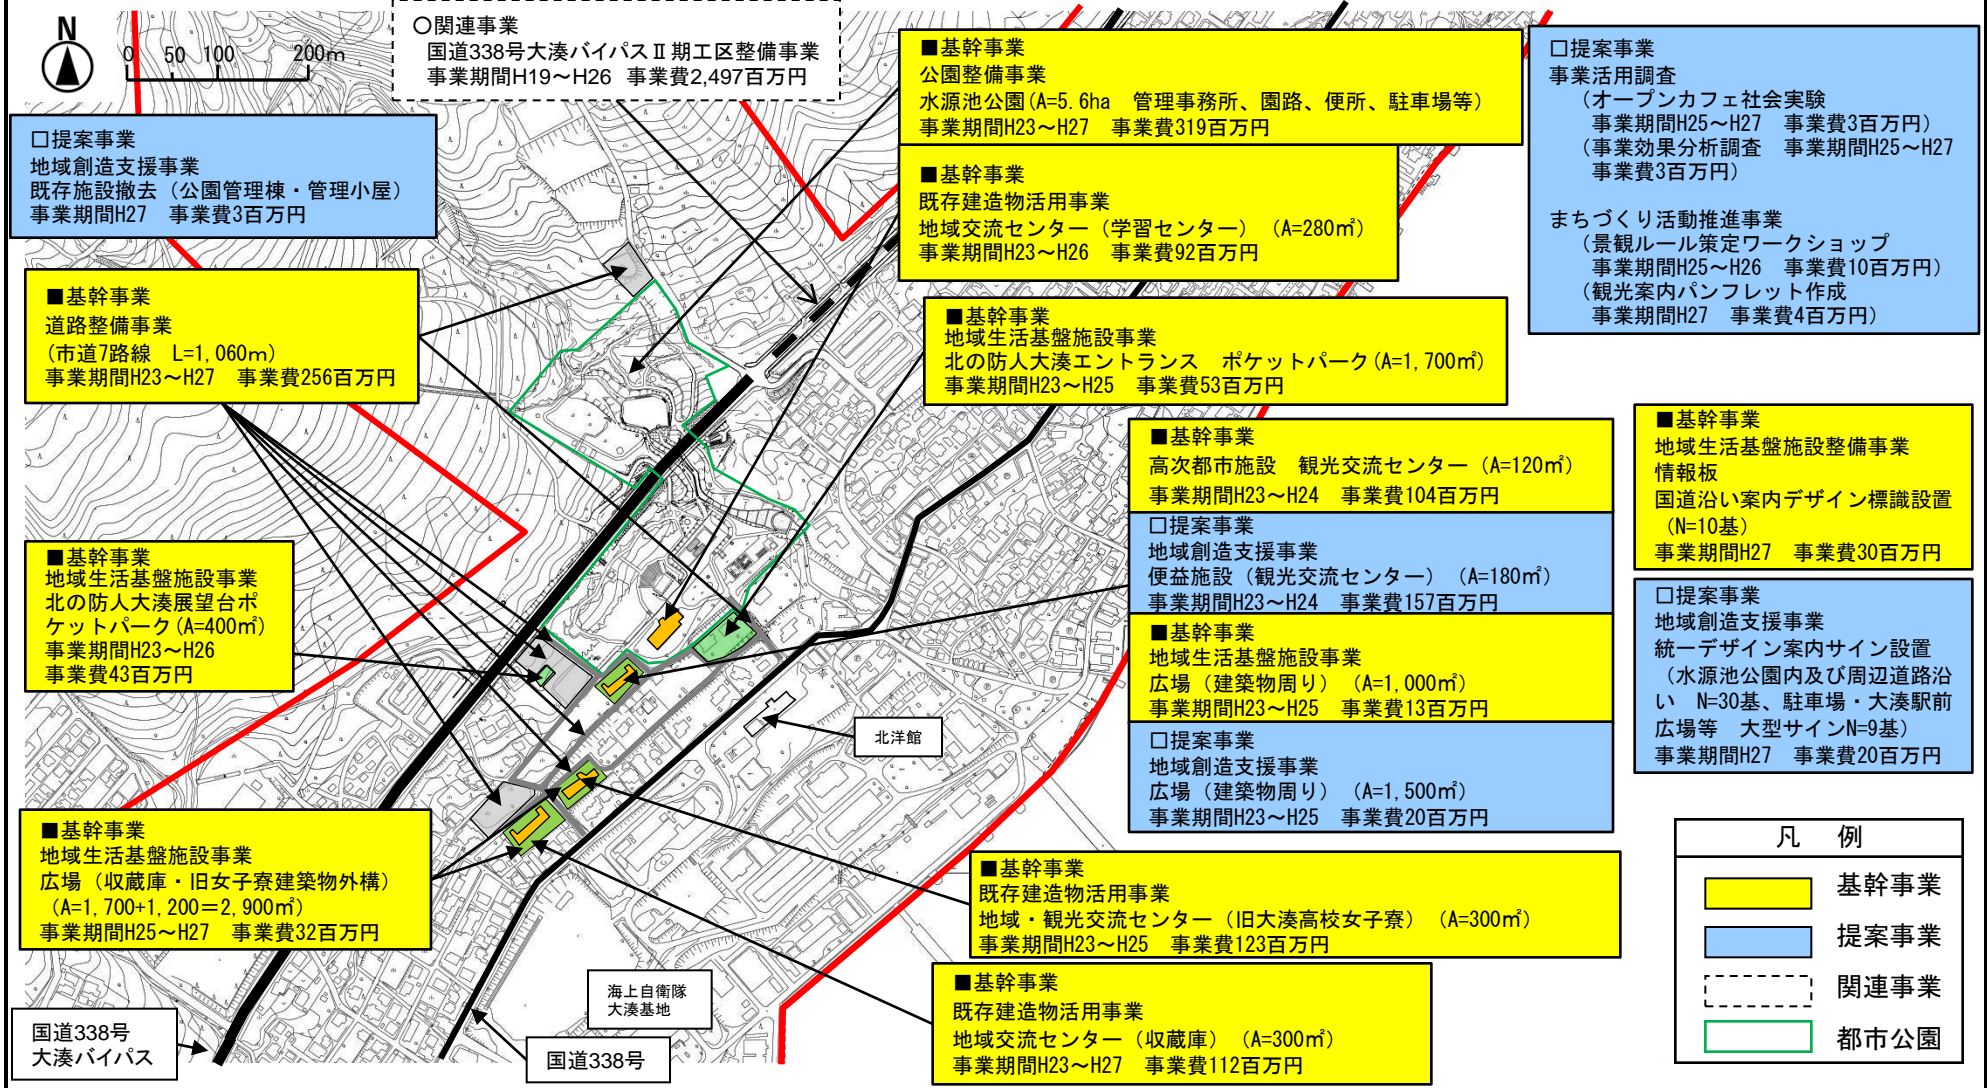 N
0 50 100 200m
〇関連事業
国道338号大湊バイパスⅡ期工区整備事業
事業期間H19～H26 事業費2,497百万円
■基幹事業
公園整備事業
水源池公園(A=5.6ha 管理事務所、園路、便所、駐車場等)
事業期間H23～H27 事業費319百万円
□提案事業
事業活用調査
(オープンカフェ社会実験
事業期間H25～H27 事業費3百万円)
(事業効果分析調査 事業期間H25～H27
事業費3百万円)
まちづくり活動推進事業
(景観ルール策定ワークショップ
事業期間H25～H26 事業費10百万円)
(観光案内パンフレット作成
事業期間H27 事業費4百万円)
□提案事業
地域創造支援事業
既存施設撤去(公園管理棟・管理小屋)
事業期間H27 事業費3百万円
■基幹事業
既存建造物活用事業
地域交流センター(学習センター) (A=280㎡)
事業期間H23～H26 事業費92百万円
■基幹事業
道路整備事業
(市道7路線 L=1,060m)
事業期間H23～H27 事業費256百万円
■基幹事業
地域生活基盤施設事業
北の防人大湊エントランス ポケットパーク(A=1,700㎡)
事業期間H23～H25 事業費53百万円
■基幹事業
高次都市施設 観光交流センター(A=120㎡)
事業期間H23～H24 事業費104百万円
□提案事業
地域創造支援事業
便益施設(観光交流センター) (A=180㎡)
事業期間H23～H24 事業費157百万円
■基幹事業
地域生活基盤施設事業
広場(建築物周り) (A=1,000㎡)
事業期間H23～H25 事業費13百万円
□提案事業
地域創造支援事業
広場(建築物周り) (A=1,500㎡)
事業期間H23～H25 事業費20百万円
■基幹事業
地域生活基盤施設整備事業
情報板
国道沿い案内デザイン標識設置
(N=10基)
事業期間H27 事業費30百万円
□提案事業
地域創造支援事業
統一デザイン案内サイン設置
(水源池公園内及び周辺道路沿
い N=30基、駐車場・大湊駅前
広場等 大型サインN=9基)
事業期間H27 事業費20百万円
■基幹事業
地域生活基盤施設事業
北の防人大湊展望台ポ
ケットパーク(A=400㎡)
事業期間H23～H26
事業費43百万円
北洋館
■基幹事業
地域生活基盤施設事業
広場(収蔵庫・旧女子寮建築物外構)
(A=1,700+1,200=2,900㎡)
事業期間H25～H27 事業費32百万円
■基幹事業
既存建造物活用事業
地域・観光交流センター(旧大湊高校女子寮) (A=300㎡)
事業期間H23～H25 事業費123百万円
■基幹事業
既存建造物活用事業
地域交流センター(収蔵庫) (A=300㎡)
事業期間H23～H27 事業費112百万円
海上自衛隊
大湊基地
国道338号
大湊バイパス
国道338号
凡 例
基幹事業
提案事業
関連事業
都市公園